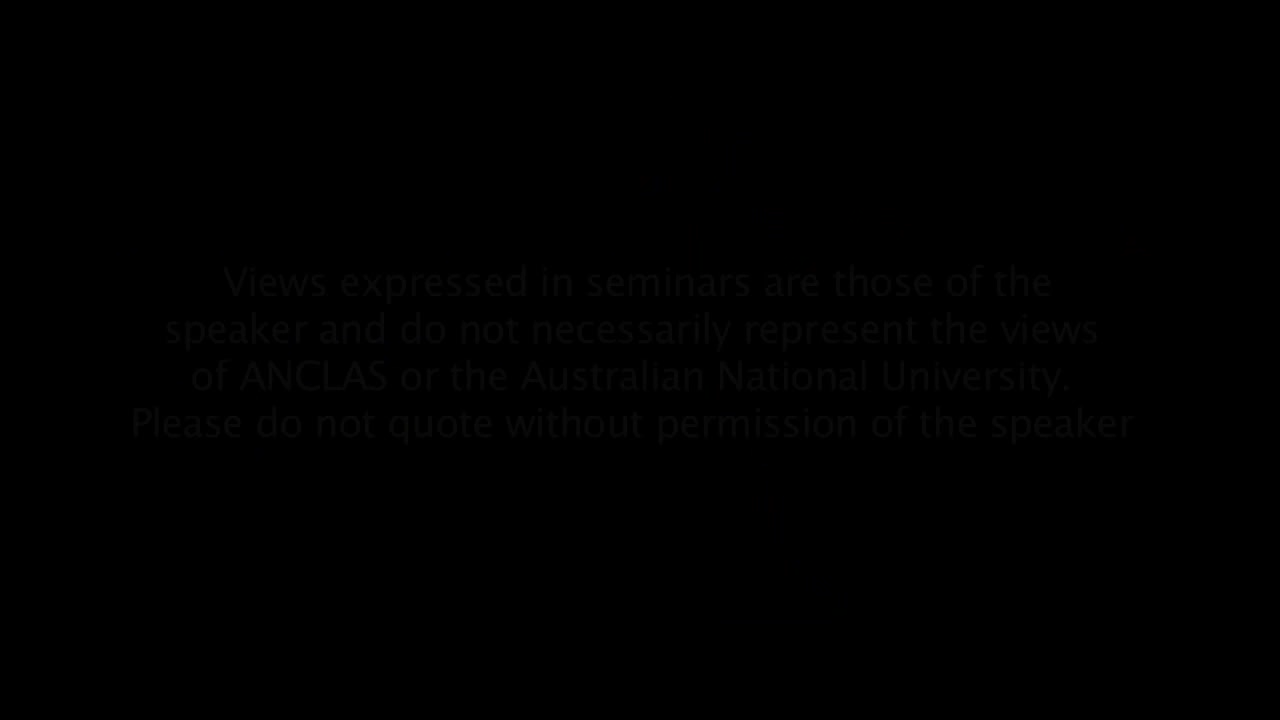 Views expressed in seminars are those of the
speaker and do not necessarily represent the views
of ANCLAS or the Australian National University.
Please do not quote without permission of the speaker